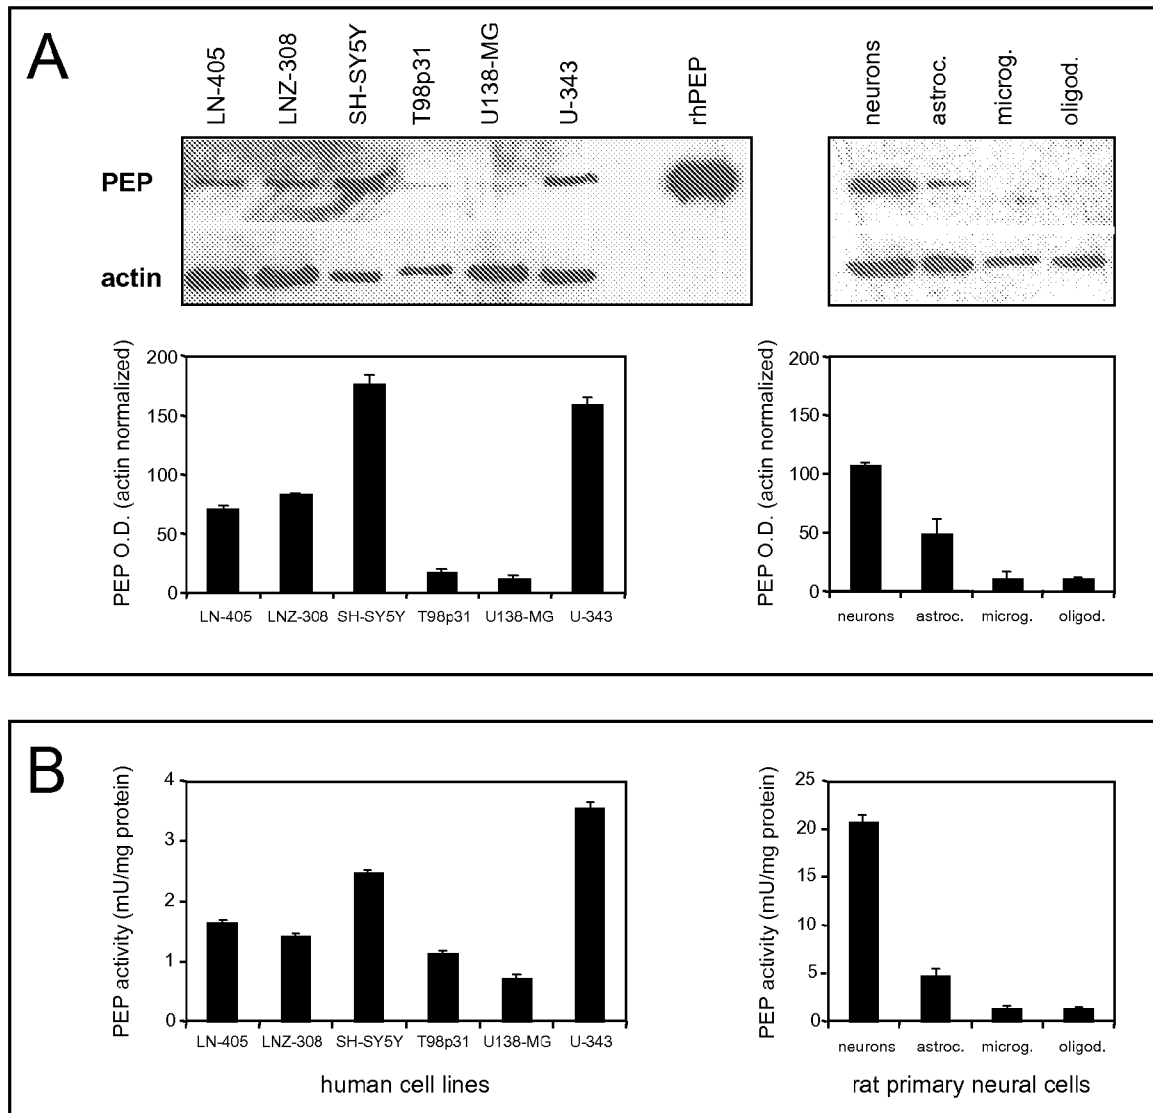 A
LN-405 LNZ-308 SH-SY5Y T98p31 U138-MG U-343 rhPEP neurons astroc. microg. oligod.
PEP
actin
PEP O.D. (actin normalized)
200
150
100
50
0
LN-405 LNZ-308 SH-SY5Y T98p31 U138-MG U-343
PEP O.D. (actin normalized)
200
150
100
50
0
neurons astroc. microg. oligod.
B
PEP activity (mU/mg protein)
4
3
2
1
0
LN-405 LNZ-308 SH-SY5Y T98p31 U138-MG U-343
human cell lines
PEP activity (mU/mg protein)
25
20
15
10
5
0
neurons astroc. microg. oligod.
rat primary neural cells